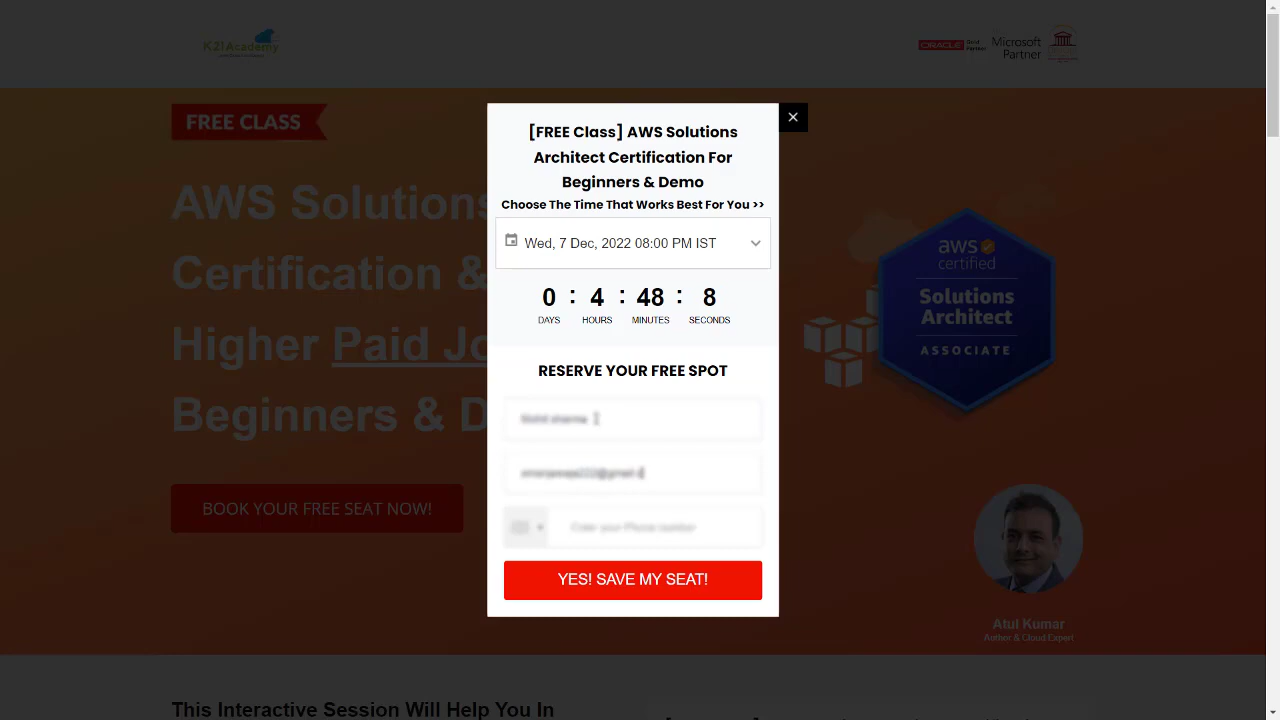 K21Academy
ORACLE Gold Partner
Microsoft Partner
FREE CLASS
AWS Solutions
Certification &
Higher Paid Jo
Beginners & D
BOOK YOUR FREE SEAT NOW!
[FREE Class] AWS Solutions
Architect Certification For
Beginners & Demo
Choose The Time That Works Best For You >>
Wed, 7 Dec, 2022 08:00 PM IST
0 : 4 : 48 : 8
DAYS HOURS MINUTES SECONDS
RESERVE YOUR FREE SPOT
Enter your Phone number
YES! SAVE MY SEAT!
aws
certified
Solutions
Architect
ASSOCIATE
Atul Kumar
Author & Cloud Expert
This Interactive Session Will Help You In